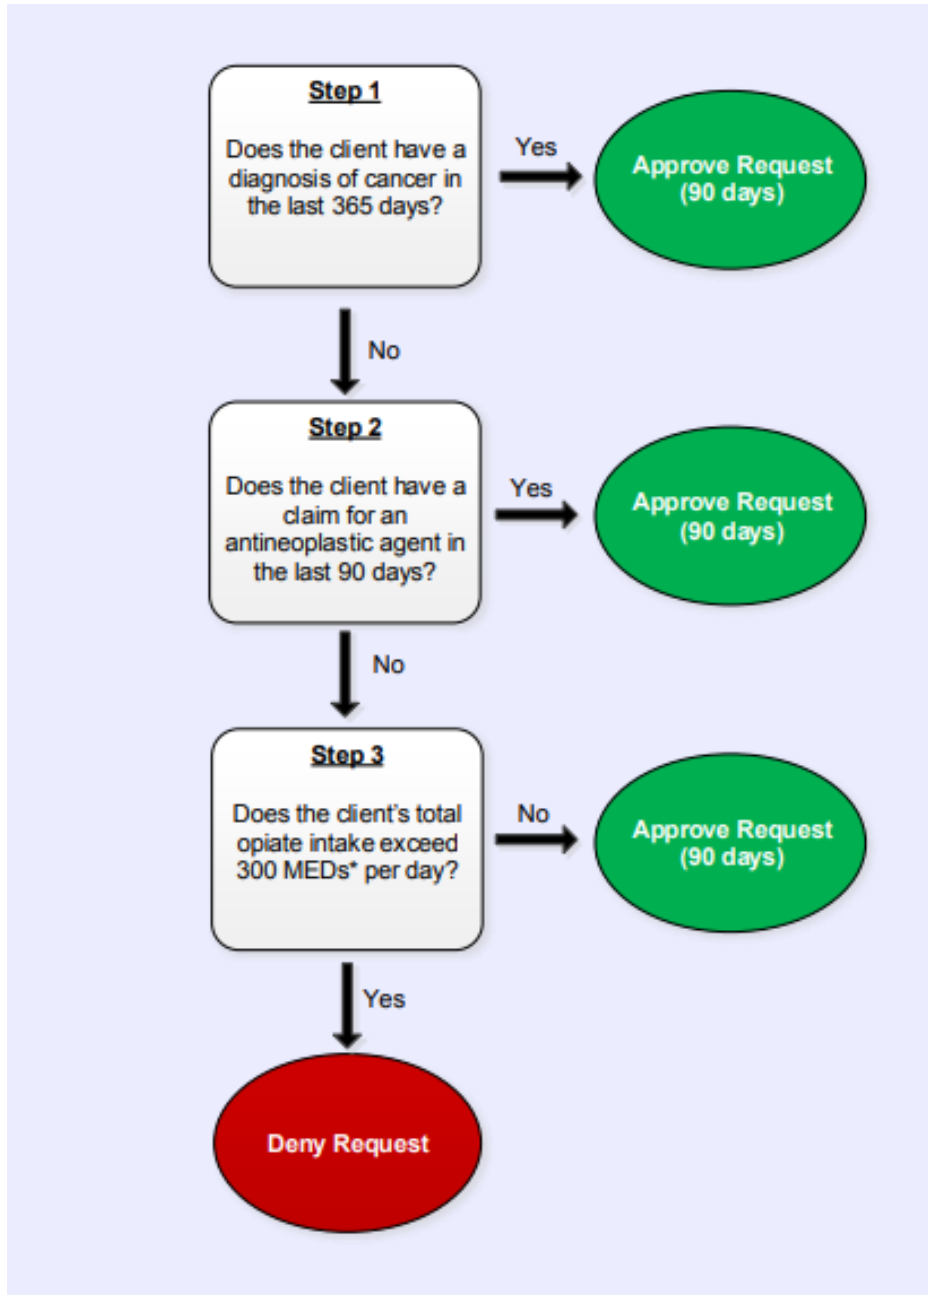 Step 1
Does the client have a
diagnosis of cancer in
the last 365 days?
Yes
Approve Request
(90 days)
No
Step 2
Does the client have a
claim for an
antineoplastic agent in
the last 90 days?
Yes
Approve Request
(90 days)
No
Step 3
Does the client’s total
opiate intake exceed
300 MEDs* per day?
No
Approve Request
(90 days)
Yes
Deny Request